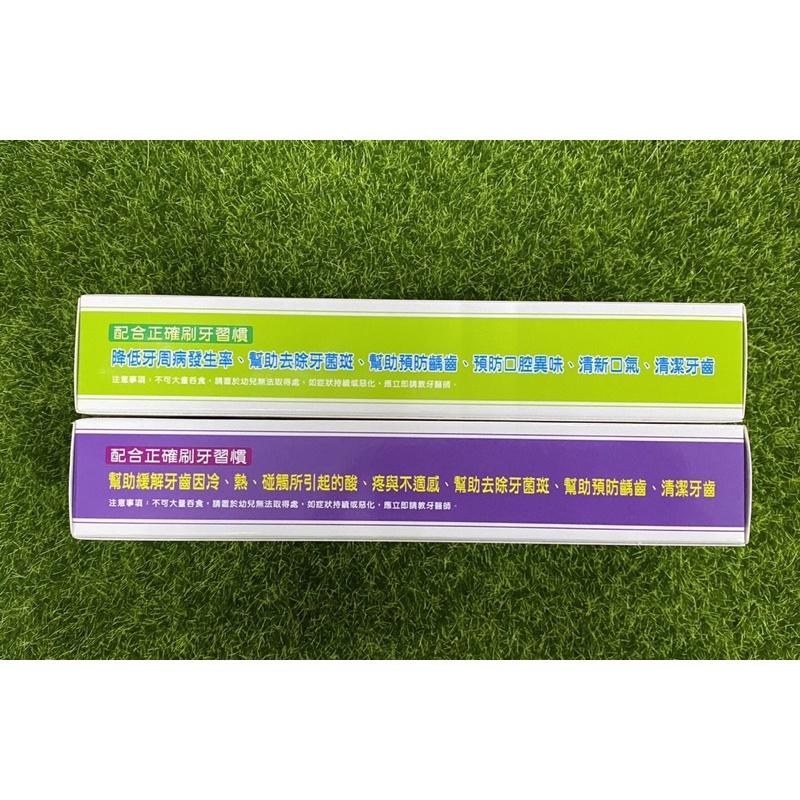 配合正確刷牙習慣
降低牙周病發生率、幫助去除牙菌斑、幫助預防齲齒、預防口腔異味、清新口氣、清潔牙齒
注意事項：不可大量吞食，請置於幼兒無法取得處，如症狀持續或惡化，應立即請教牙醫師。
配合正確刷牙習慣
幫助緩解牙齒因冷、熱、碰觸所引起的酸、疼與不適感、幫助去除牙菌斑、幫助預防齲齒、清潔牙齒
注意事項：不可大量吞食，請置於幼兒無法取得處，如症狀持續或惡化，應立即請教牙醫師。